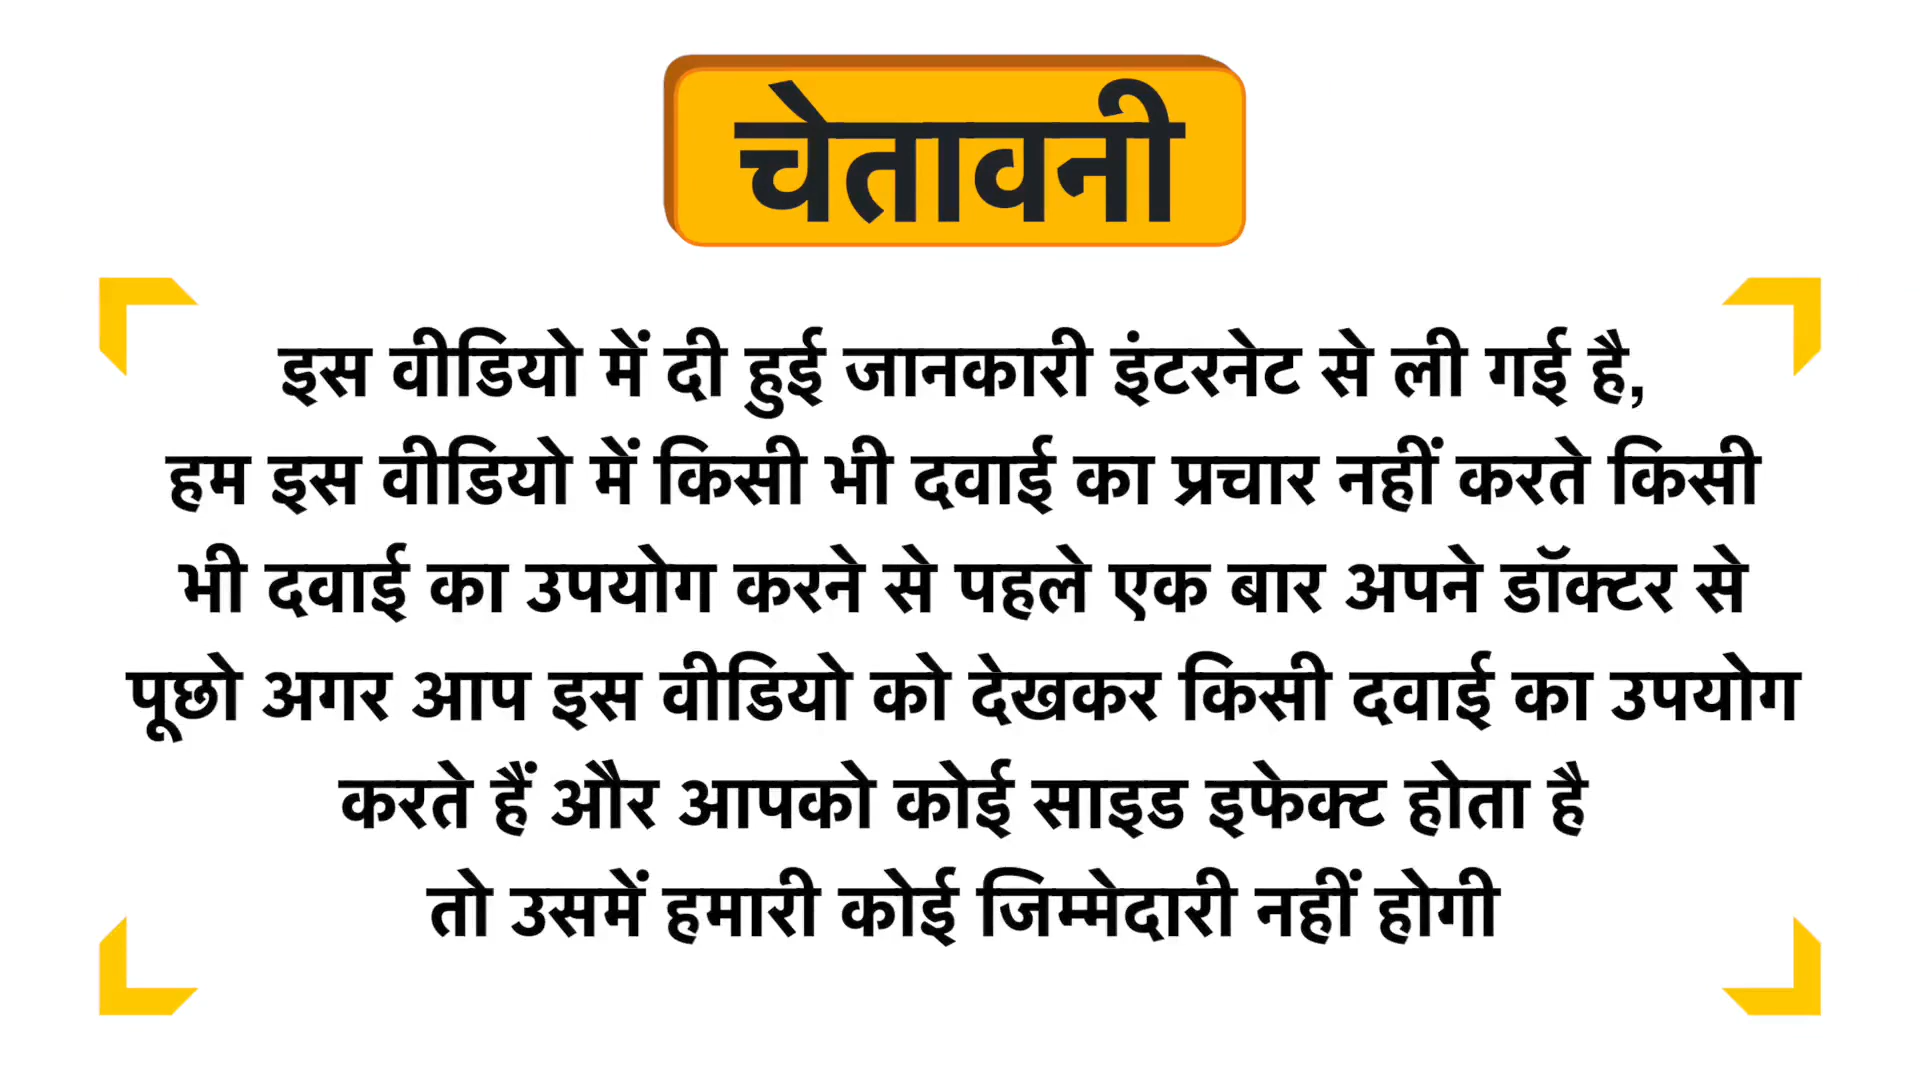 चेतावनी
इस वीडियो में दी हुई जानकारी इंटरनेट से ली गई है,
हम इस वीडियो में किसी भी दवाई का प्रचार नहीं करते किसी
भी दवाई का उपयोग करने से पहले एक बार अपने डॉक्टर से
पूछो अगर आप इस वीडियो को देखकर किसी दवाई का उपयोग
करते हैं और आपको कोई साइड इफेक्ट होता है
तो उसमें हमारी कोई जिम्मेदारी नहीं होगी